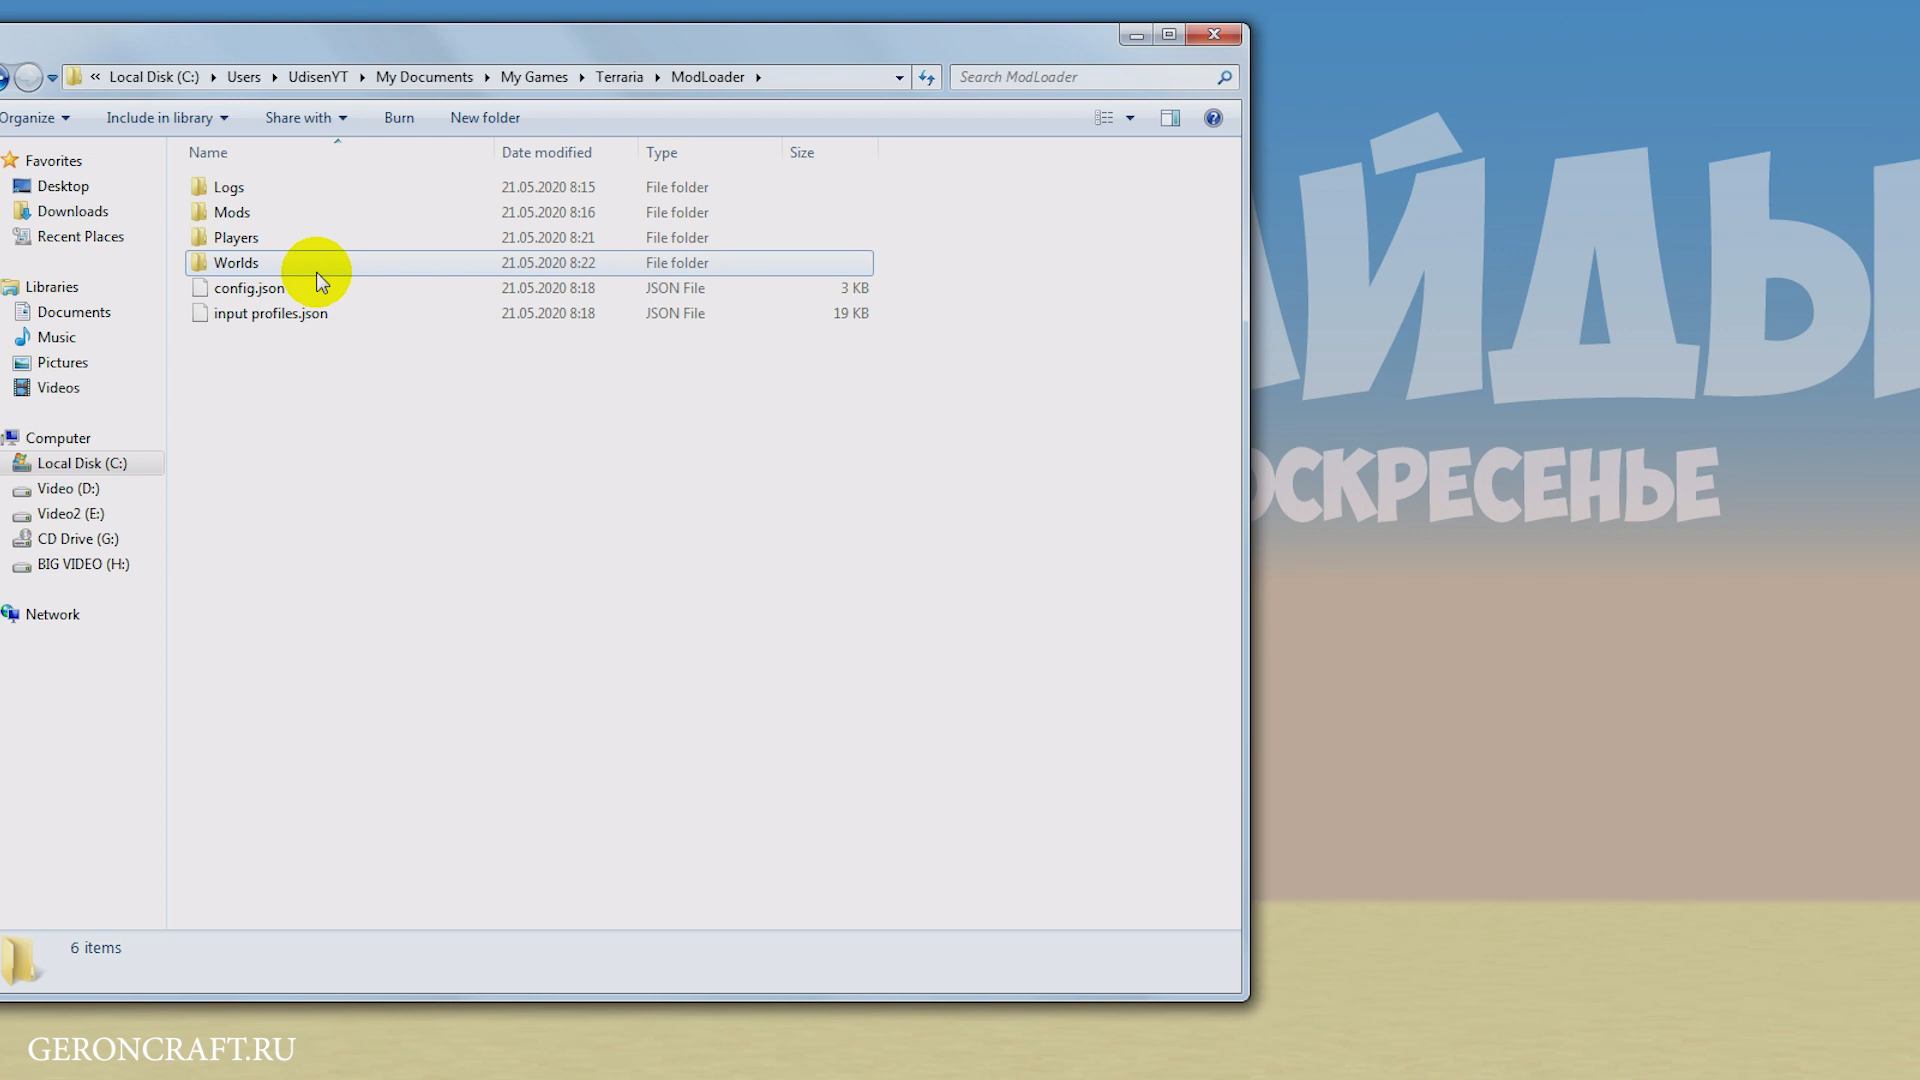 « Local Disk (C:) ▸ Users ▸ UdisenYT ▸ My Documents ▸ My Games ▸ Terraria ▸ ModLoader ▸
Search ModLoader
Organize
Include in library
Share with
Burn
New folder
Name
Date modified
Type
Size
Favorites
Desktop
Downloads
Recent Places
Libraries
Documents
Music
Pictures
Videos
Computer
Local Disk (C:)
Video (D:)
Video2 (E:)
CD Drive (G:)
BIG VIDEO (H:)
Network
Logs 21.05.2020 8:15 File folder
Mods 21.05.2020 8:16 File folder
Players 21.05.2020 8:21 File folder
Worlds 21.05.2020 8:22 File folder
config.json 21.05.2020 8:18 JSON File 3 KB
input profiles.json 21.05.2020 8:18 JSON File 19 KB
6 items
АЙДЫ
ОСКРЕСЕНЬЕ
GERONCRAFT.RU